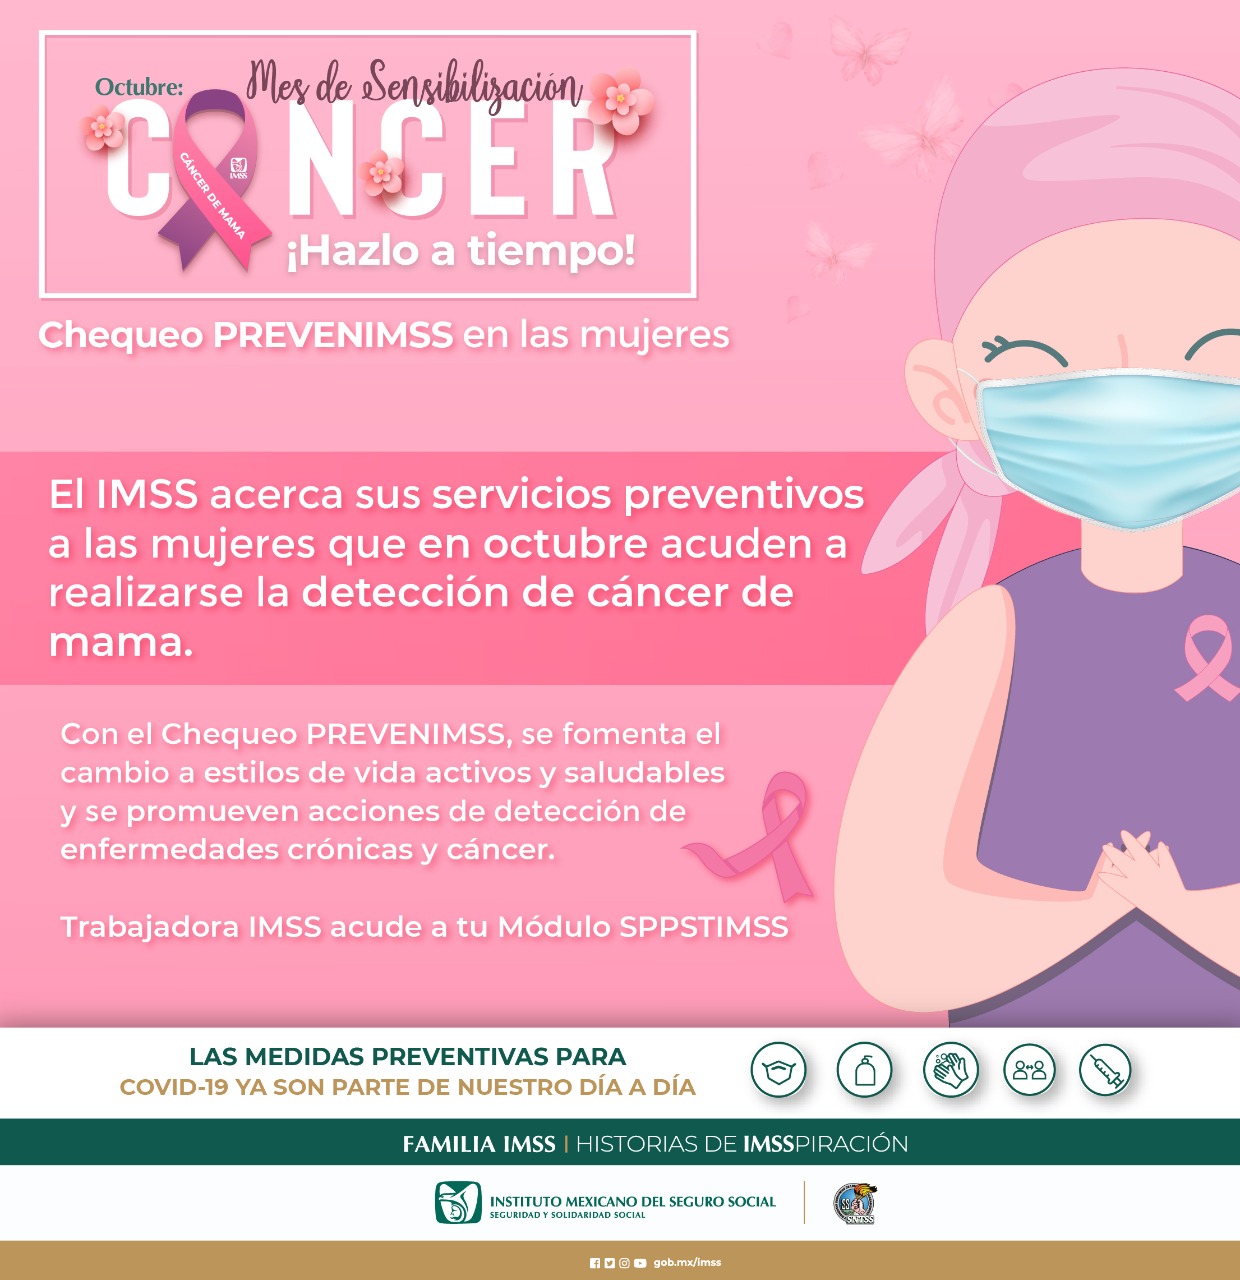 Octubre:
Mes de Sensibilización
CÁNCER DE MAMA
IMSS
C NCER
¡Hazlo a tiempo!
Chequeo PREVENIMSS en las mujeres
El IMSS acerca sus servicios preventivos
a las mujeres que en octubre acuden a
realizarse la detección de cáncer de
mama.
Con el Chequeo PREVENIMSS, se fomenta el
cambio a estilos de vida activos y saludables
y se promueven acciones de detección de
enfermedades crónicas y cáncer.
Trabajadora IMSS acude a tu Módulo SPPSTIMSS
LAS MEDIDAS PREVENTIVAS PARA
COVID-19 YA SON PARTE DE NUESTRO DÍA A DÍA
FAMILIA IMSS | HISTORIAS DE IMSSPIRACIÓN
INSTITUTO MEXICANO DEL SEGURO SOCIAL
SEGURIDAD Y SOLIDARIDAD SOCIAL
SNTSS
gob.mx/imss